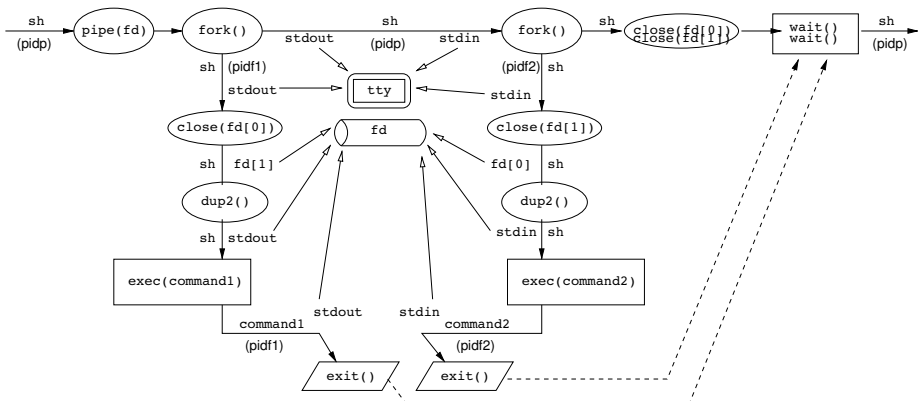 sh
(pidp)
pipe(fd)
fork()
sh
(pidp)
stdout
stdin
fork()
sh
close(fd[0])
close(fd[1])
wait()
wait()
sh
(pidp)
sh
(pidf1)
stdout
tty
stdin
(pidf2)
sh
close(fd[0])
fd
close(fd[1])
sh
fd[1]
fd[0]
sh
dup2()
dup2()
sh
stdout
stdin
sh
exec(command1)
exec(command2)
stdout
stdin
command1
(pidf1)
command2
(pidf2)
exit()
exit()